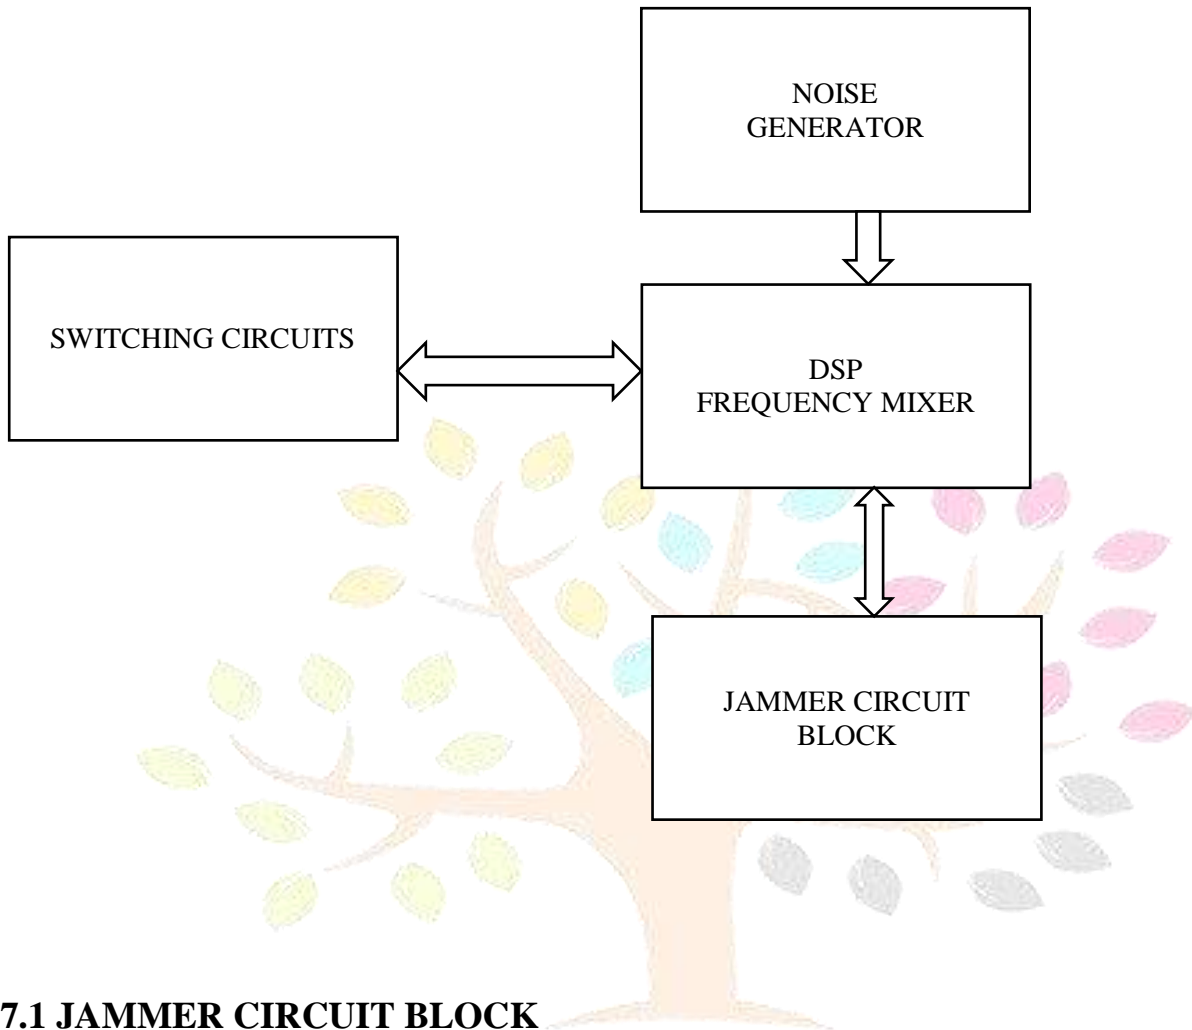 NOISE
GENERATOR
SWITCHING CIRCUITS
DSP
FREQUENCY MIXER
JAMMER CIRCUIT
BLOCK
7.1 JAMMER CIRCUIT BLOCK